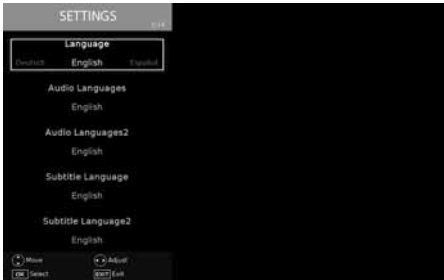 SETTINGS
Language
Deutsch English Español
Audio Languages
English
Audio Languages2
English
Subtitle Language
English
Subtitle Language2
English
Move Adjust
OK Select EXIT Exit